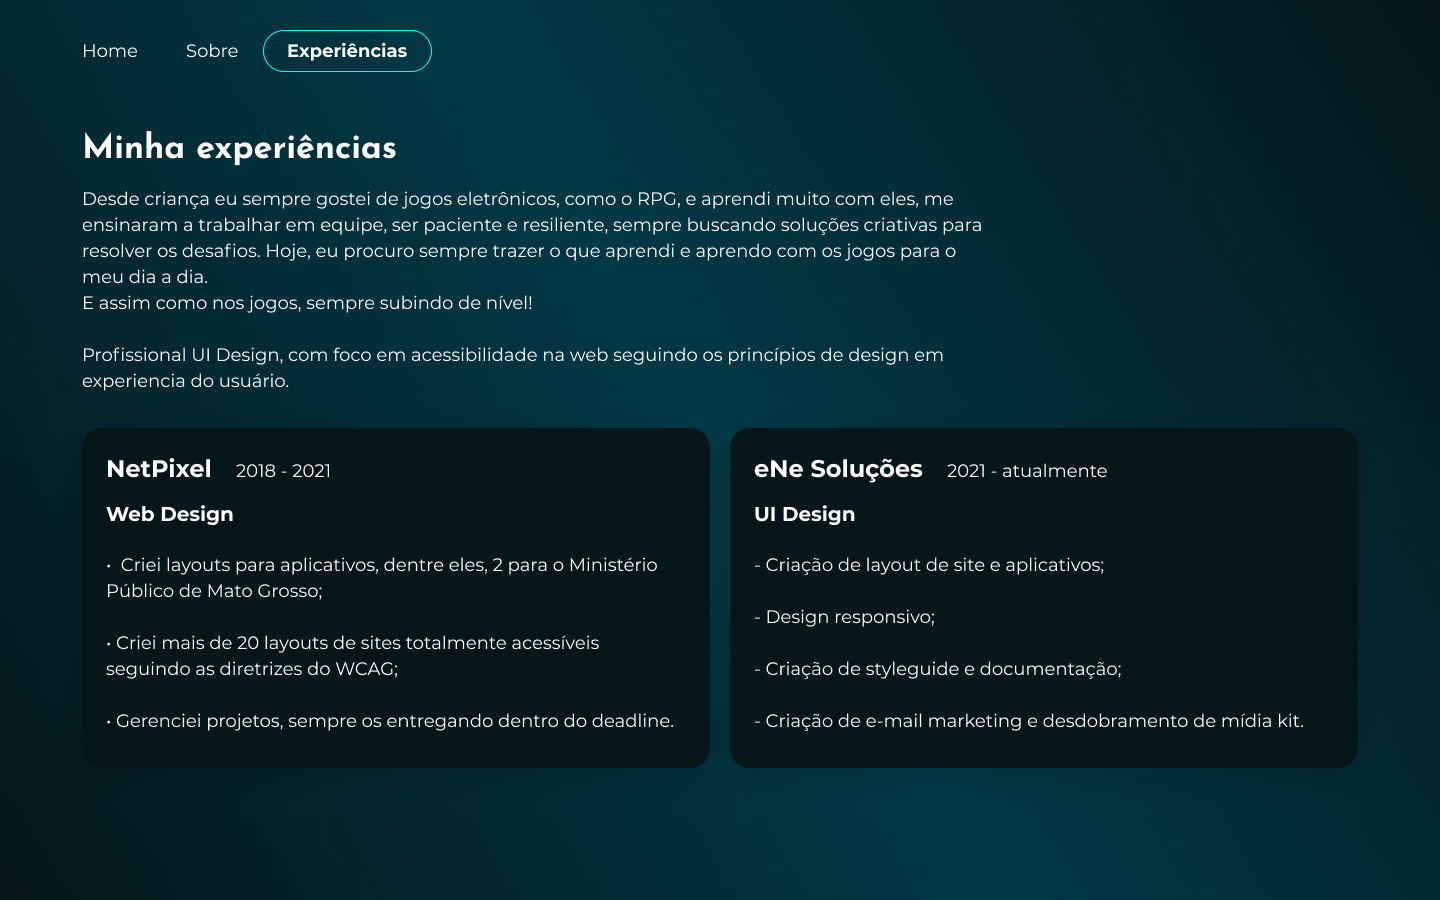 Home Sobre Experiências
Minha experiências
Desde criança eu sempre gostei de jogos eletrônicos, como o RPG, e aprendi muito com eles, me
ensinaram a trabalhar em equipe, ser paciente e resiliente, sempre buscando soluções criativas para
resolver os desafios. Hoje, eu procuro sempre trazer o que aprendi e aprendo com os jogos para o
meu dia a dia.
E assim como nos jogos, sempre subindo de nível!
Profissional UI Design, com foco em acessibilidade na web seguindo os princípios de design em
experiencia do usuário.
NetPixel 2018 - 2021
Web Design
• Criei layouts para aplicativos, dentre eles, 2 para o Ministério
Público de Mato Grosso;
• Criei mais de 20 layouts de sites totalmente acessíveis
seguindo as diretrizes do WCAG;
• Gerenciei projetos, sempre os entregando dentro do deadline.
eNe Soluções 2021 - atualmente
UI Design
- Criação de layout de site e aplicativos;
- Design responsivo;
- Criação de styleguide e documentação;
- Criação de e-mail marketing e desdobramento de mídia kit.